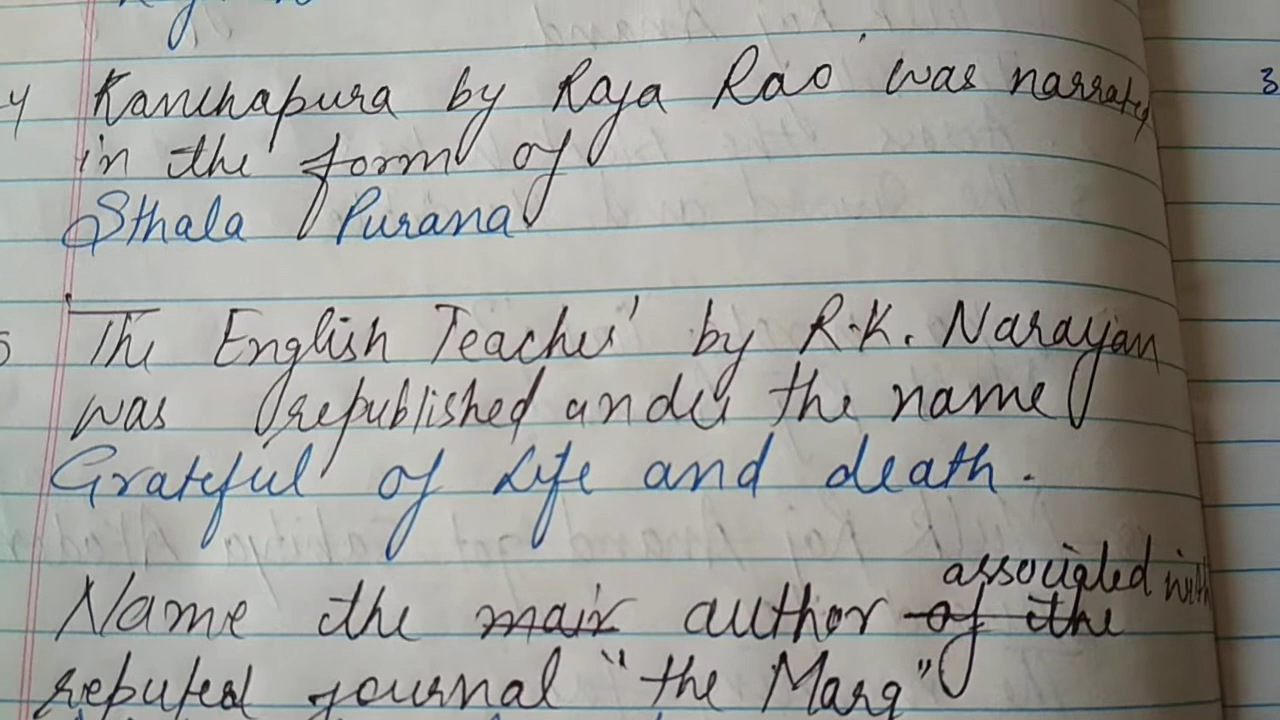 4 Kanthapura by Raja Rao was narrated
in the form of
Sthala Purana
5 The English Teacher' by R.K. Narayan
was republished under the name
Grateful of Life and death.
associated with
Name the main author of the
reputed journal "the Marg"
3